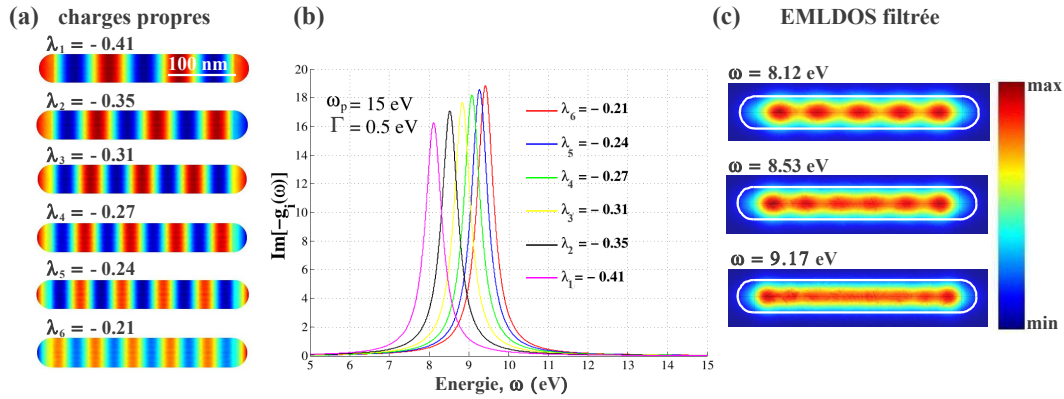 (a) charges propres
λ1 = - 0.41
100 nm
λ2 = - 0.35
λ3 = - 0.31
λ4 = - 0.27
λ5 = - 0.24
λ6 = - 0.21
(b)
Im[-gi(ω)]
20
18
16
14
12
10
8
6
4
2
0
ωp = 15 eV
Γ = 0.5 eV
λ6 = - 0.21
λ5 = - 0.24
λ4 = - 0.27
λ3 = - 0.31
λ2 = - 0.35
λ1 = - 0.41
5 6 7 8 9 10 11 12 13 14 15
Energie, ω (eV)
(c) EMLDOS filtrée
ω = 8.12 eV
ω = 8.53 eV
ω = 9.17 eV
max
min